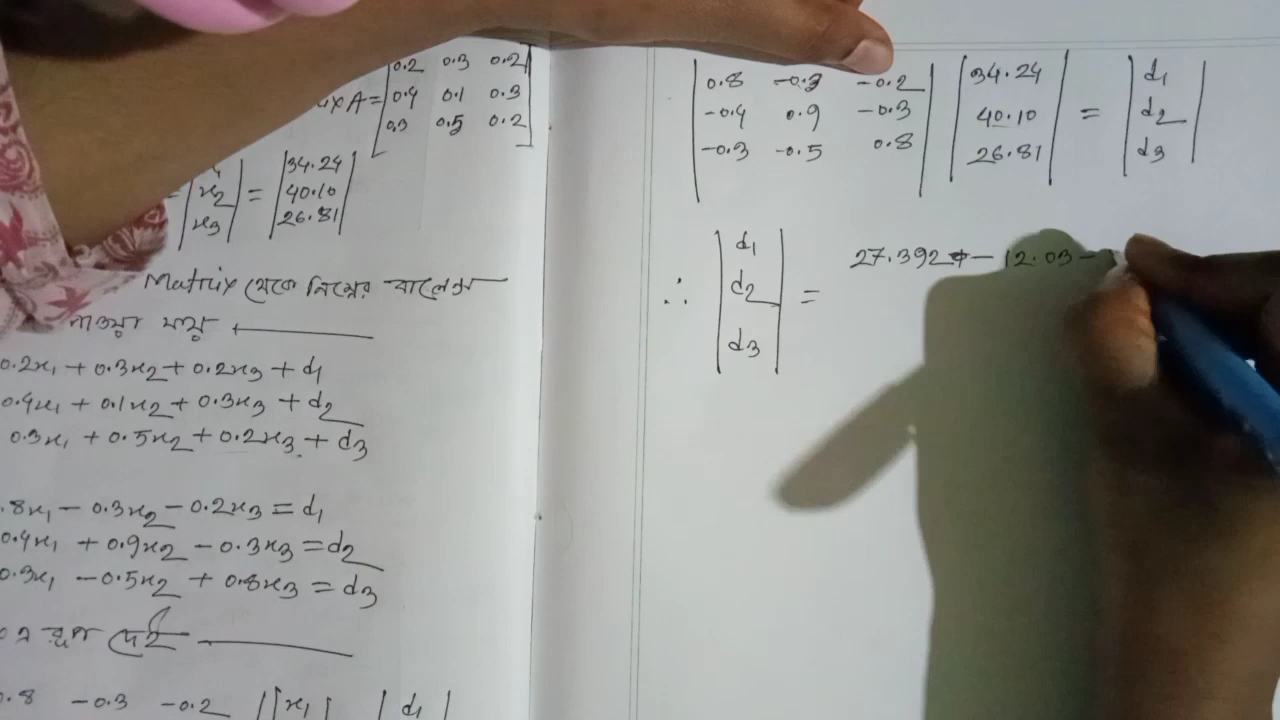 0.2 0.3 0.2
A = 0.4 0.1 0.3
0.3 0.5 0.2
34.24
x2 = 40.10
x3 26.81
Matrix থেকে নিম্নের ব্যালেন্স
পাওয়া যায়
0.2x1 + 0.3x2 + 0.2x3 + d1
0.4x1 + 0.1x2 + 0.3x3 + d2
0.3x1 + 0.5x2 + 0.2x3 + d3
.8x1 - 0.3x2 - 0.2x3 = d1
0.4x1 + 0.9x2 - 0.3x3 = d2
0.3x1 - 0.5x2 + 0.8x3 = d3
রূপ দেই
0.8 -0.3 -0.2 x1 d1
0.8 -0.3 -0.2 34.24 d1
-0.4 0.9 -0.3 40.10 = d2
-0.3 -0.5 0.8 26.81 d3
d1 27.392 - 12.03 -
∴ d2 =
d3